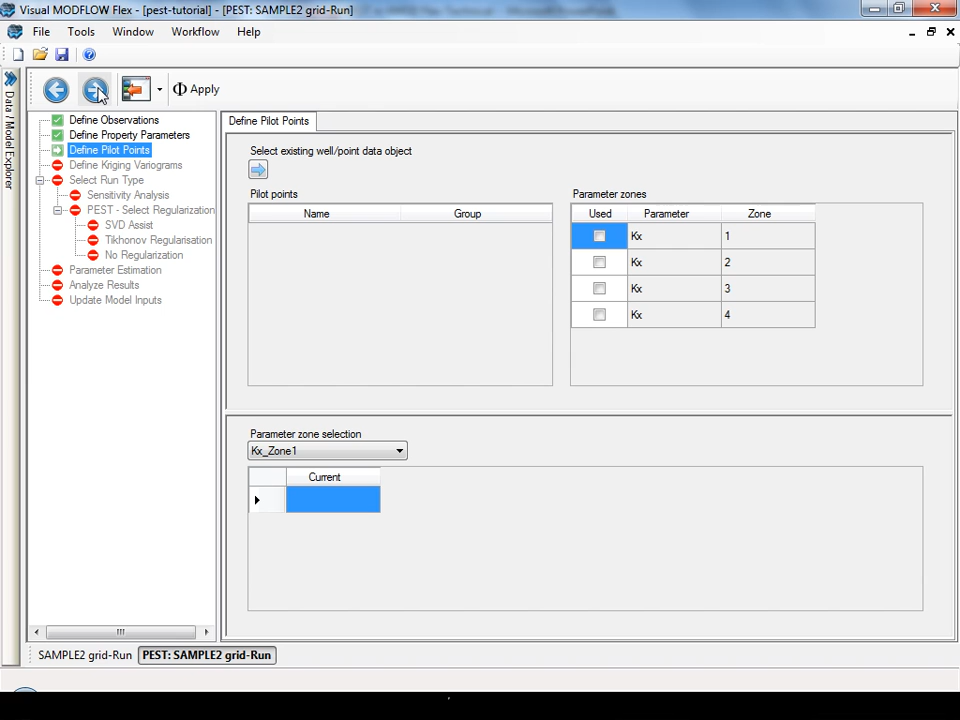 Visual MODFLOW Flex - [pest-tutorial] - [PEST: SAMPLE2 grid-Run]
File Tools Window Workflow Help
Φ Apply
Data / Model Explorer
Define Observations
Define Property Parameters
Define Pilot Points
Define Kriging Variograms
Select Run Type
Sensitivity Analysis
PEST - Select Regularization
SVD Assist
Tikhonov Regularisation
No Regularization
Parameter Estimation
Analyze Results
Update Model Inputs
Define Pilot Points
Select existing well/point data object
Pilot points
Name Group
Parameter zones
Used Parameter Zone
Kx 1
Kx 2
Kx 3
Kx 4
Parameter zone selection
Kx_Zone1
Current
SAMPLE2 grid-Run PEST: SAMPLE2 grid-Run